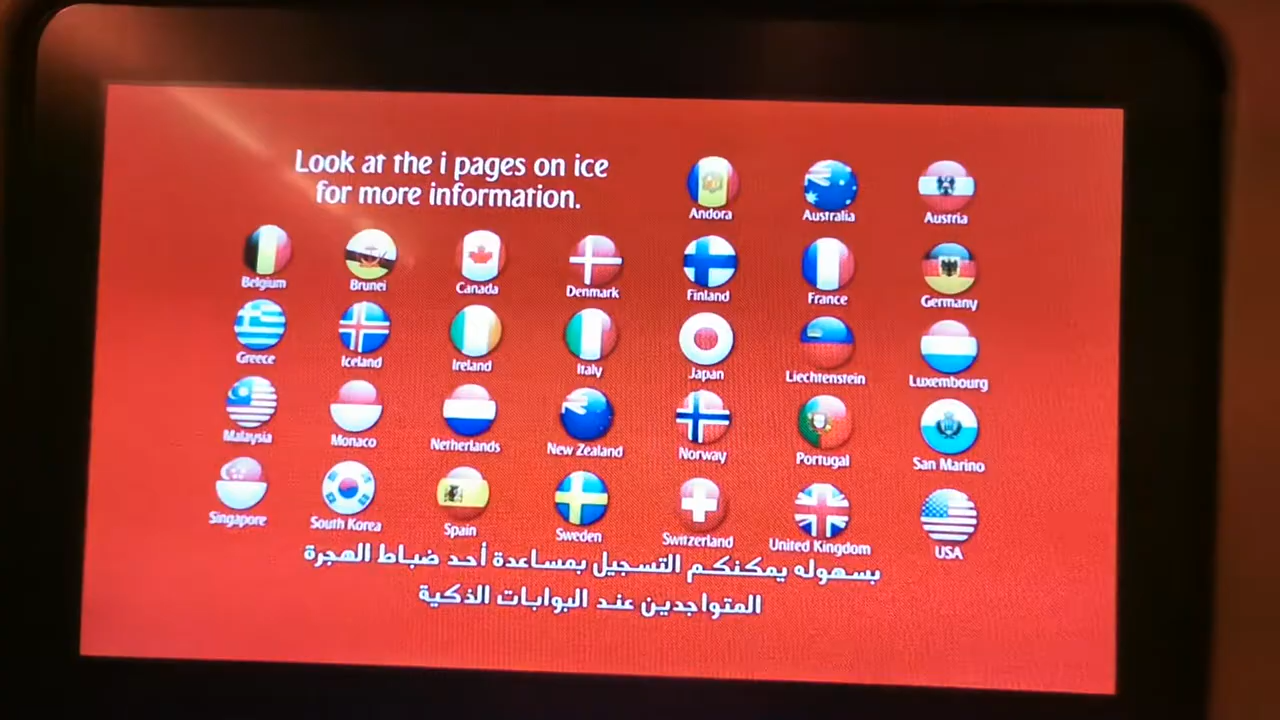 Look at the i pages on ice
for more information.
Andora
Australia
Austria
Belgium
Brunei
Canada
Denmark
Finland
France
Germany
Greece
Iceland
Ireland
Italy
Japan
Liechtenstein
Luxembourg
Malaysia
Monaco
Netherlands
New Zealand
Norway
Portugal
San Marino
Singapore
South Korea
Spain
Sweden
Switzerland
United Kingdom
USA
بسهوله يمكنكم التسجيل بمساعدة أحد ضباط الهجرة
المتواجدين عند البوابات الذكية